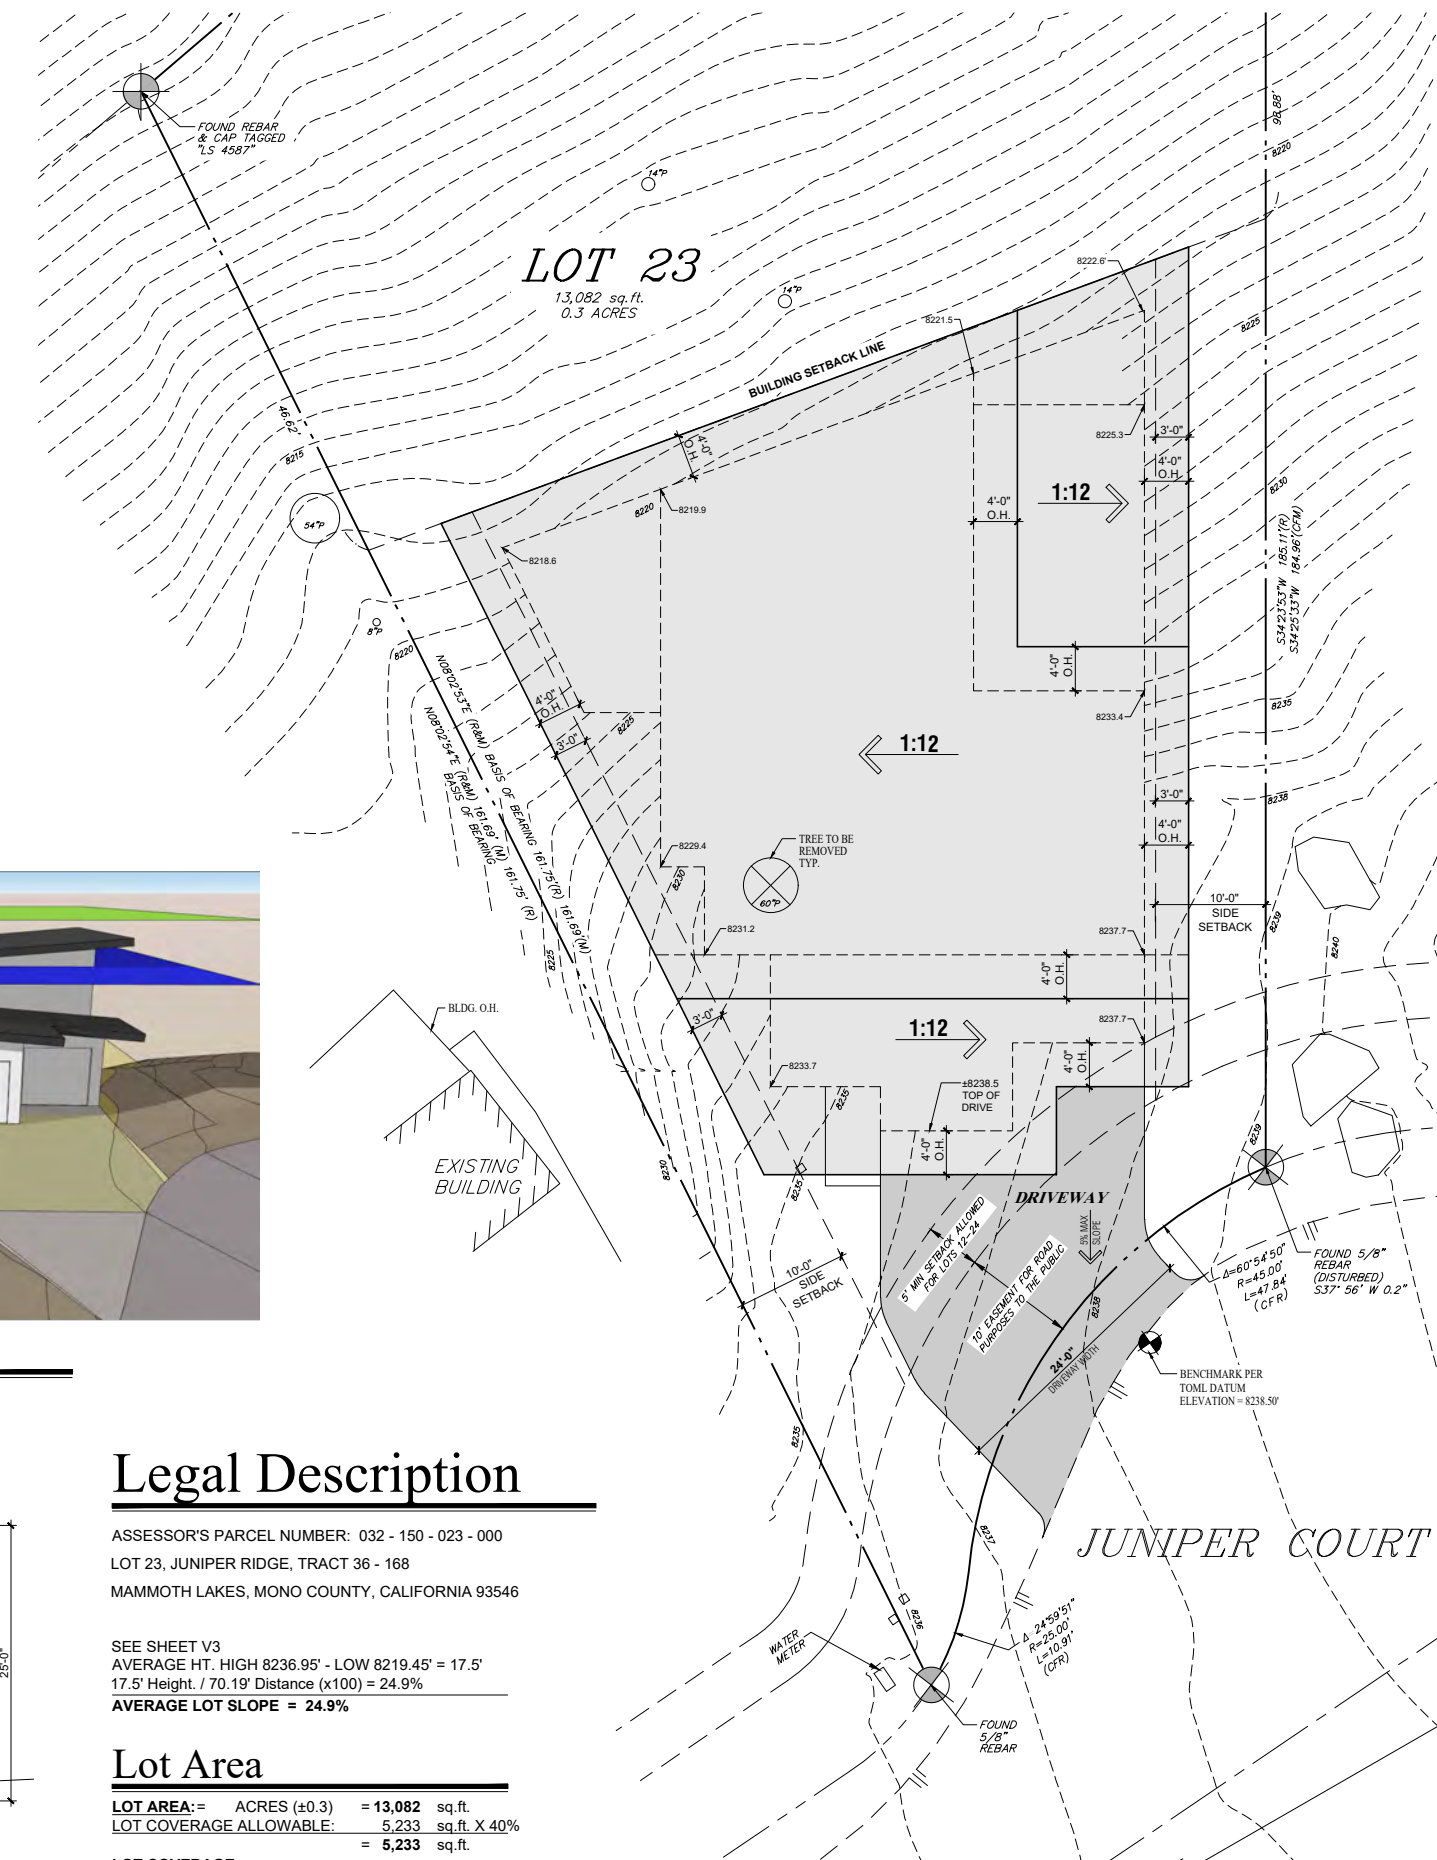 98.88'
8220
FOUND REBAR
& CAP TAGGED
"LS 4587"
14"P
LOT 23
13,082 sq.ft.
0.3 ACRES
14"P
8222.6'
8221.5
8225
BUILDING SETBACK LINE
46.62'
8215
4'-0"
O.H.
8225.3
3'-0"
4'-0"
O.H.
8230
1:12
4'-0"
O.H.
54"P
8220
8219.9
8218.6
S34°23'53"W 185.11'(R)
S34°25'33"W 184.96'(CFM)
8"P
8220
N08°02'53"E (R&M) BASIS OF BEARING 161.75'(R) 161.69'(M)
N08°02'54"E (R&M) 161.69' (M) 161.75' (R)
BASIS OF BEARING
4'-0"
O.H.
4'-0"
O.H.
8225
3'-0"
8233.4
8235
1:12
3'-0"
8238
4'-0"
O.H.
TREE TO BE
REMOVED
TYP.
8229.4
8230
60"P
10'-0"
SIDE
SETBACK
8239
8240
8231.2
8237.7
8225
4'-0"
O.H.
BLDG. O.H.
3'-0"
1:12
8237.7
4'-0"
O.H.
8233.7
8235
±8238.5
TOP OF
DRIVE
4'-0"
O.H.
8239
EXISTING
BUILDING
8230
8235
DRIVEWAY
5% MAX
SLOPE
5' MIN SETBACK ALLOWED
FOR LOTS 12-24
10' EASEMENT FOR ROAD
PURPOSES TO THE PUBLIC
10'-0"
SIDE
SETBACK
8238
Δ=60°54'50"
R=45.00'
L=47.84'
(CFR)
FOUND 5/8"
REBAR
(DISTURBED)
S37° 56' W 0.2"
24'-0"
DRIVEWAY WIDTH
BENCHMARK PER
TOML DATUM
ELEVATION = 8238.50'
8235
8237
JUNIPER COURT
8236
WATER
METER
Δ=24°59'51"
R=25.00'
L=10.91'
(CFR)
FOUND
5/8"
REBAR
Legal Description
ASSESSOR'S PARCEL NUMBER: 032 - 150 - 023 - 000
LOT 23, JUNIPER RIDGE, TRACT 36 - 168
MAMMOTH LAKES, MONO COUNTY, CALIFORNIA 93546
SEE SHEET V3
AVERAGE HT. HIGH 8236.95' - LOW 8219.45' = 17.5'
17.5' Height. / 70.19' Distance (x100) = 24.9%
AVERAGE LOT SLOPE = 24.9%
25'-0"
Lot Area
LOT AREA:= ACRES (±0.3) = 13,082 sq.ft.
LOT COVERAGE ALLOWABLE: 5,233 sq.ft. X 40%
= 5,233 sq.ft.